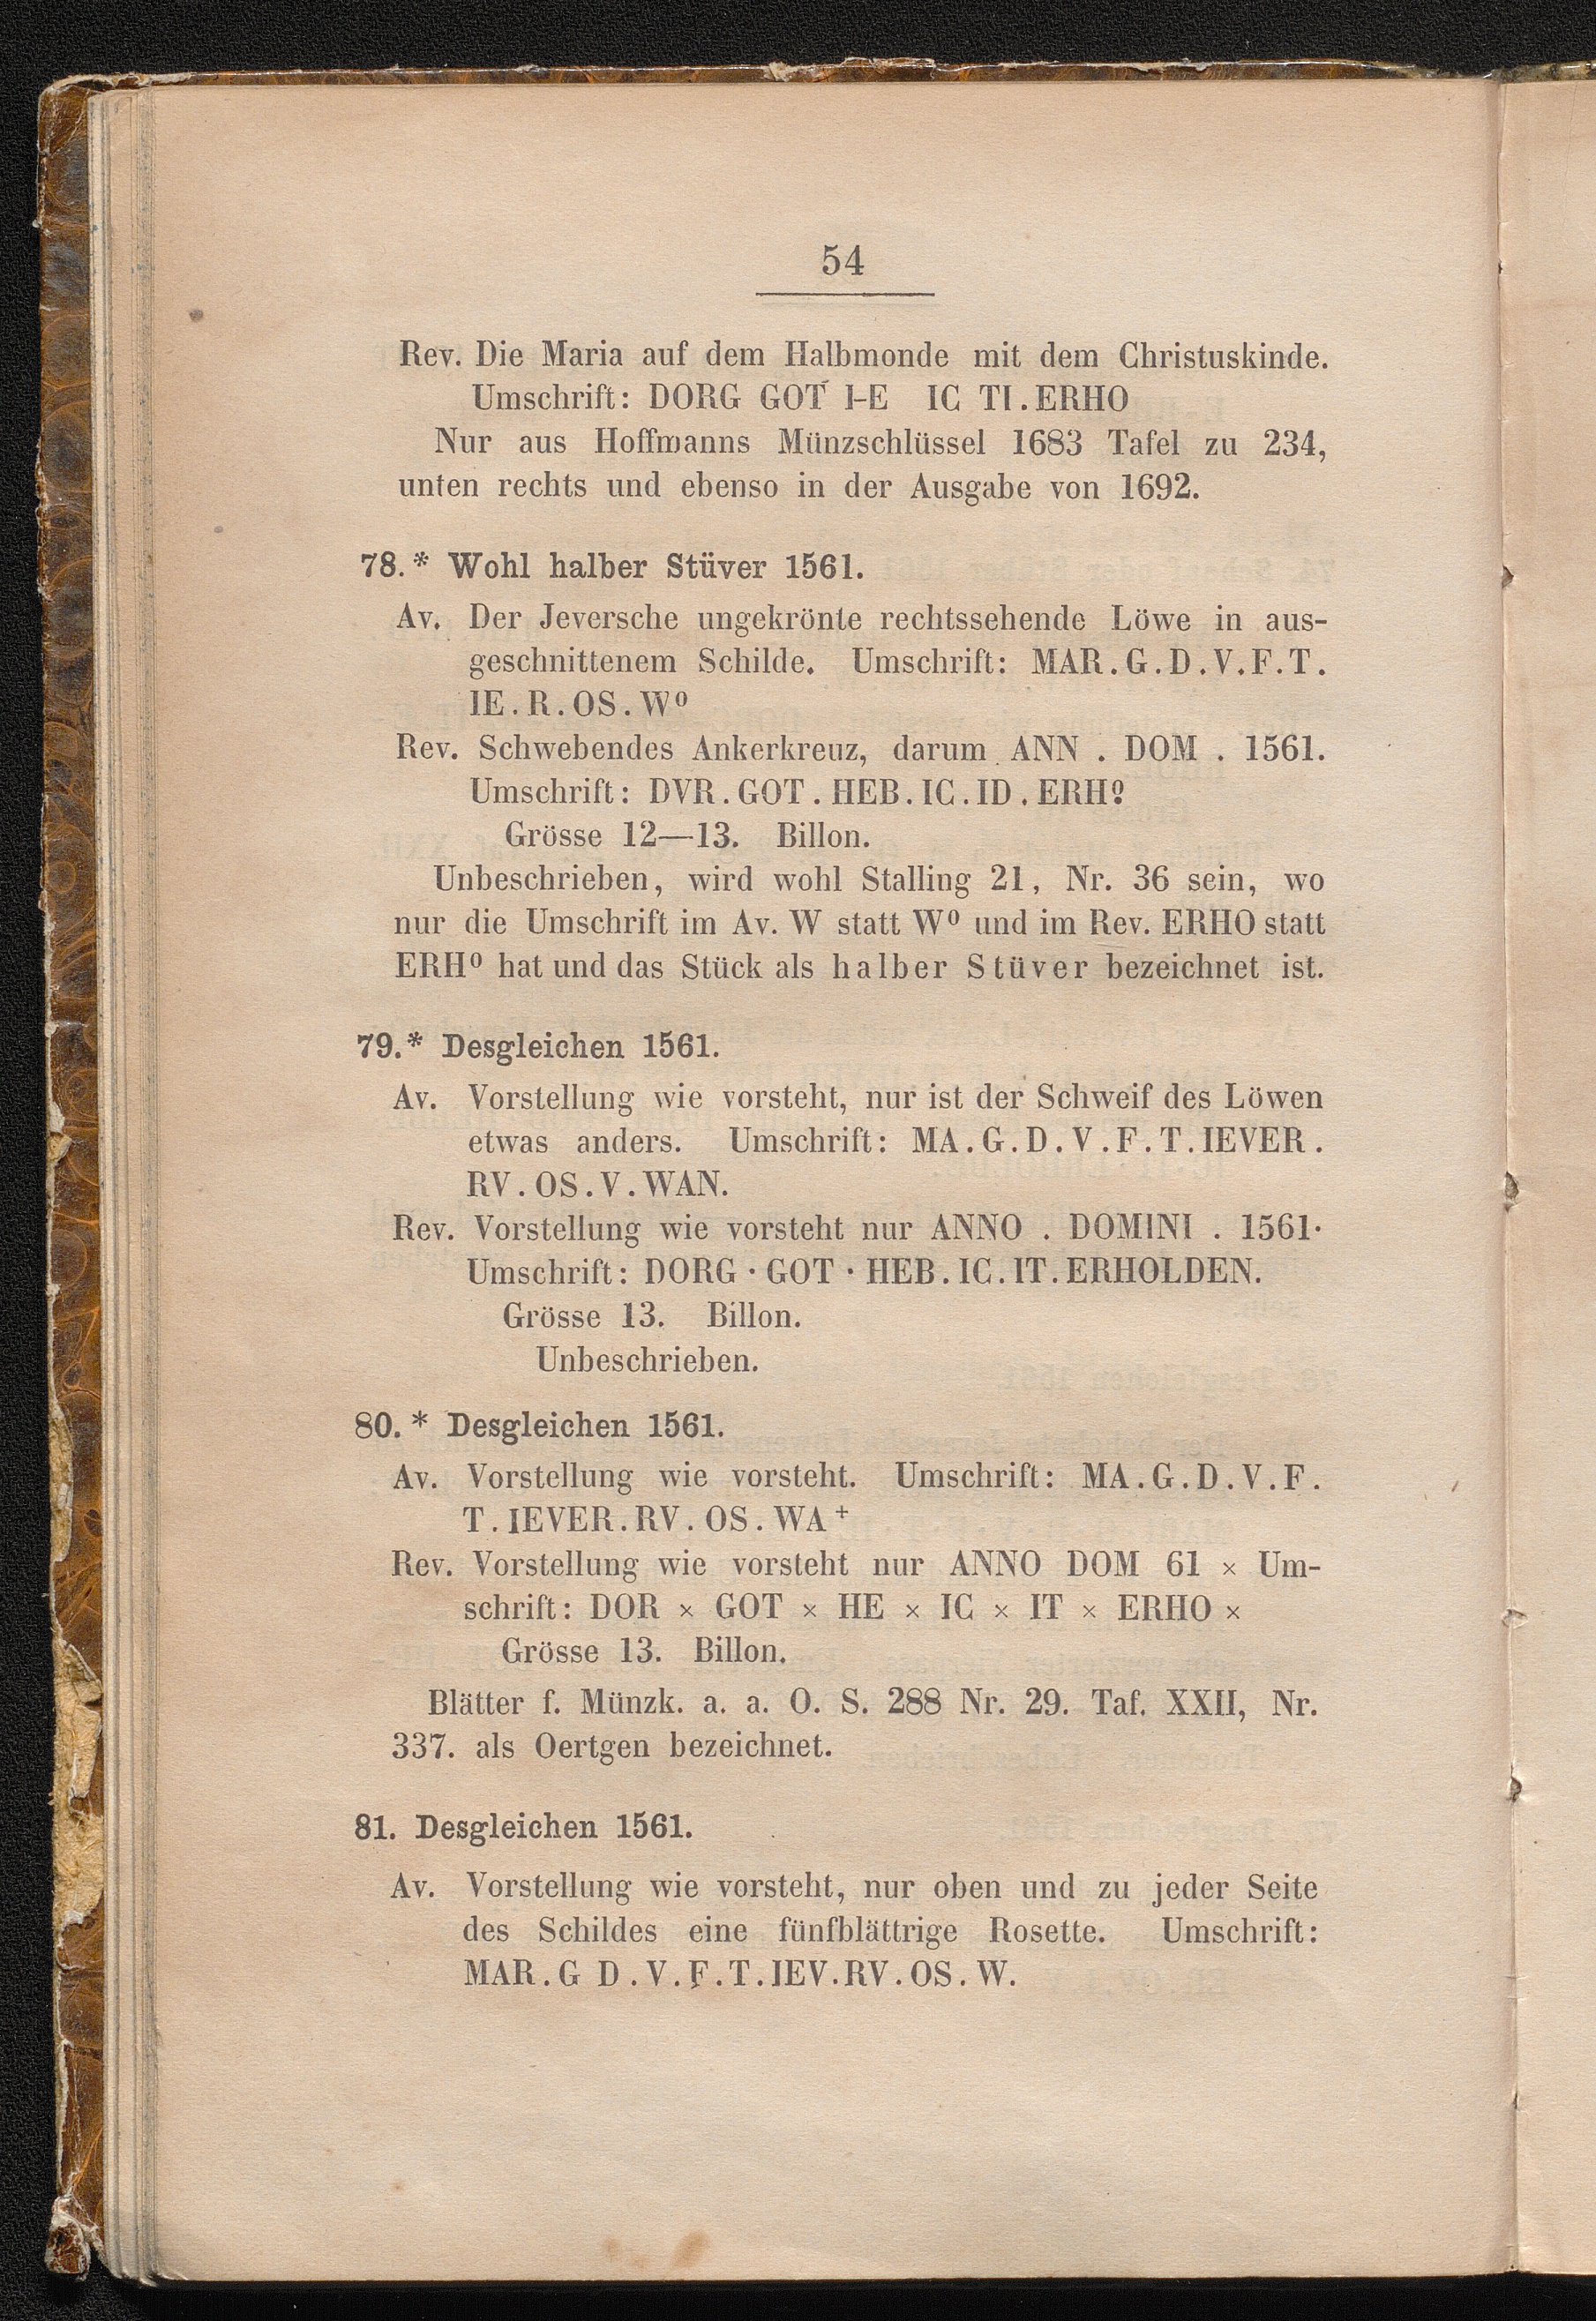 54
Rev. Die Maria auf dem Halbmonde mit dem Christuskinde.
Umschrift: DORG GOT́ I-E IC TI.ERHO
Nur aus Hoffmanns Münzschlüssel 1683 Tafel zu 234,
unten rechts und ebenso in der Ausgabe von 1692.
78.* Wohl halber Stüver 1561.
Av. Der Jeversche ungekrönte rechtssehende Löwe in aus-
geschnittenem Schilde. Umschrift: MAR.G.D.V.F.T.
IE.R.OS.Wº
Rev. Schwebendes Ankerkreuz, darum ANN . DOM . 1561.
Umschrift: DVR.GOT.HEB.IC.ID.ERHº
Grösse 12—13. Billon.
Unbeschrieben, wird wohl Stalling 21, Nr. 36 sein, wo
nur die Umschrift im Av. W statt Wº und im Rev. ERHO statt
ERHº hat und das Stück als halber Stüver bezeichnet ist.
79.* Desgleichen 1561.
Av. Vorstellung wie vorsteht, nur ist der Schweif des Löwen
etwas anders. Umschrift: MA.G.D.V.F.T.IEVER.
RV.OS.V.WAN.
Rev. Vorstellung wie vorsteht nur ANNO . DOMINI . 1561·
Umschrift: DORG · GOT · HEB.IC.IT.ERHOLDEN.
Grösse 13. Billon.
Unbeschrieben.
80.* Desgleichen 1561.
Av. Vorstellung wie vorsteht. Umschrift: MA.G.D.V.F.
T.IEVER.RV.OS.WA+
Rev. Vorstellung wie vorsteht nur ANNO DOM 61 × Um-
schrift: DOR × GOT × HE × IC × IT × ERHO ×
Grösse 13. Billon.
Blätter f. Münzk. a. a. O. S. 288 Nr. 29. Taf. XXII, Nr.
337. als Oertgen bezeichnet.
81. Desgleichen 1561.
Av. Vorstellung wie vorsteht, nur oben und zu jeder Seite
des Schildes eine fünfblättrige Rosette. Umschrift:
MAR.G D.V.F.T.IEV.RV.OS.W.